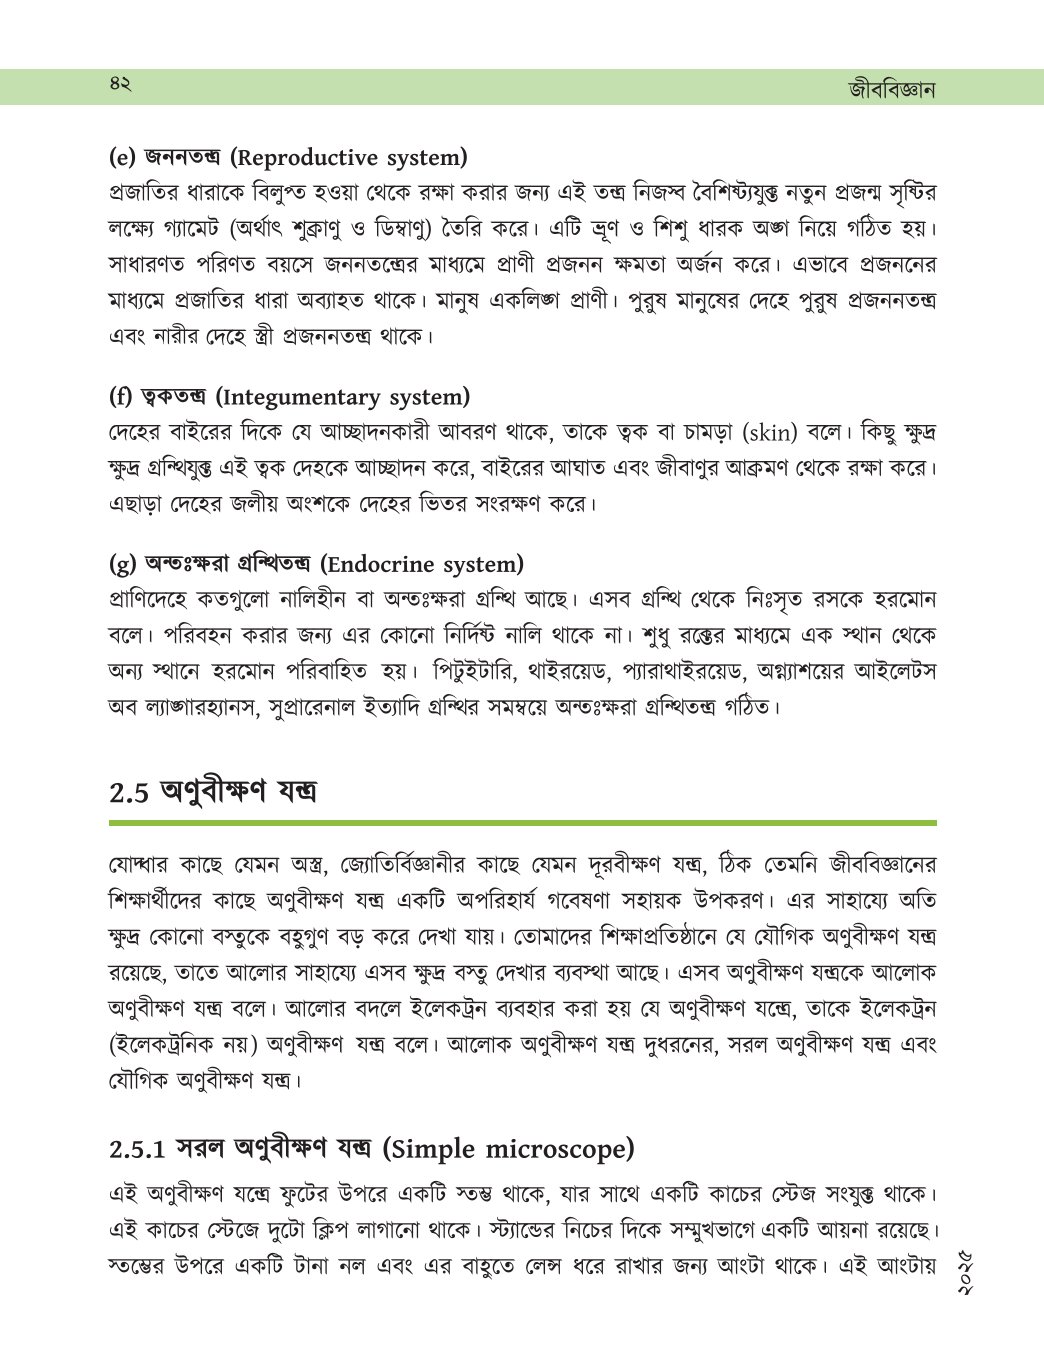 ৪২
জীববিজ্ঞান
(e) জননতন্ত্র (Reproductive system)
প্রজাতির ধারাকে বিলুপ্ত হওয়া থেকে রক্ষা করার জন্য এই তন্ত্র নিজস্ব বৈশিষ্ট্যযুক্ত নতুন প্রজন্ম সৃষ্টির
লক্ষ্যে গ্যামেট (অর্থাৎ শুক্রাণু ও ডিম্বাণু) তৈরি করে। এটি ভ্রূণ ও শিশু ধারক অঙ্গ নিয়ে গঠিত হয়।
সাধারণত পরিণত বয়সে জননতন্ত্রের মাধ্যমে প্রাণী প্রজনন ক্ষমতা অর্জন করে। এভাবে প্রজননের
মাধ্যমে প্রজাতির ধারা অব্যাহত থাকে। মানুষ একলিঙ্গ প্রাণী। পুরুষ মানুষের দেহে পুরুষ প্রজননতন্ত্র
এবং নারীর দেহে স্ত্রী প্রজননতন্ত্র থাকে।
(f) ত্বকতন্ত্র (Integumentary system)
দেহের বাইরের দিকে যে আচ্ছাদনকারী আবরণ থাকে, তাকে ত্বক বা চামড়া (skin) বলে। কিছু ক্ষুদ্র
ক্ষুদ্র গ্রন্থিযুক্ত এই ত্বক দেহকে আচ্ছাদন করে, বাইরের আঘাত এবং জীবাণুর আক্রমণ থেকে রক্ষা করে।
এছাড়া দেহের জলীয় অংশকে দেহের ভিতর সংরক্ষণ করে।
(g) অন্তঃক্ষরা গ্রন্থিতন্ত্র (Endocrine system)
প্রাণিদেহে কতগুলো নালিহীন বা অন্তঃক্ষরা গ্রন্থি আছে। এসব গ্রন্থি থেকে নিঃসৃত রসকে হরমোন
বলে। পরিবহন করার জন্য এর কোনো নির্দিষ্ট নালি থাকে না। শুধু রক্তের মাধ্যমে এক স্থান থেকে
অন্য স্থানে হরমোন পরিবাহিত হয়। পিটুইটারি, থাইরয়েড, প্যারাথাইরয়েড, অগ্ন্যাশয়ের আইলেটস
অব ল্যাঙ্গারহ্যানস, সুপ্রারেনাল ইত্যাদি গ্রন্থির সমন্বয়ে অন্তঃক্ষরা গ্রন্থিতন্ত্র গঠিত।
2.5 অণুবীক্ষণ যন্ত্র
যোদ্ধার কাছে যেমন অস্ত্র, জ্যোতির্বিজ্ঞানীর কাছে যেমন দূরবীক্ষণ যন্ত্র, ঠিক তেমনি জীববিজ্ঞানের
শিক্ষার্থীদের কাছে অণুবীক্ষণ যন্ত্র একটি অপরিহার্য গবেষণা সহায়ক উপকরণ। এর সাহায্যে অতি
ক্ষুদ্র কোনো বস্তুকে বহুগুণ বড় করে দেখা যায়। তোমাদের শিক্ষাপ্রতিষ্ঠানে যে যৌগিক অণুবীক্ষণ যন্ত্র
রয়েছে, তাতে আলোর সাহায্যে এসব ক্ষুদ্র বস্তু দেখার ব্যবস্থা আছে। এসব অণুবীক্ষণ যন্ত্রকে আলোক
অণুবীক্ষণ যন্ত্র বলে। আলোর বদলে ইলেকট্রন ব্যবহার করা হয় যে অণুবীক্ষণ যন্ত্রে, তাকে ইলেকট্রন
(ইলেকট্রনিক নয়) অণুবীক্ষণ যন্ত্র বলে। আলোক অণুবীক্ষণ যন্ত্র দুধরনের, সরল অণুবীক্ষণ যন্ত্র এবং
যৌগিক অণুবীক্ষণ যন্ত্র।
2.5.1 সরল অণুবীক্ষণ যন্ত্র (Simple microscope)
এই অণুবীক্ষণ যন্ত্রে ফুটের উপরে একটি স্তম্ভ থাকে, যার সাথে একটি কাচের স্টেজ সংযুক্ত থাকে।
এই কাচের স্টেজে দুটো ক্লিপ লাগানো থাকে। স্ট্যান্ডের নিচের দিকে সম্মুখভাগে একটি আয়না রয়েছে।
স্তম্ভের উপরে একটি টানা নল এবং এর বাহুতে লেন্স ধরে রাখার জন্য আংটা থাকে। এই আংটায়
২০২৫